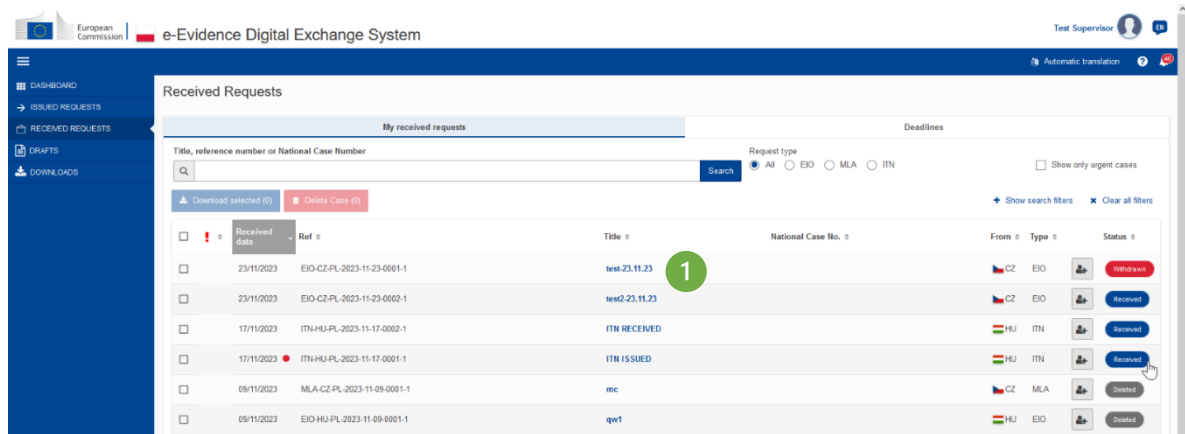 European
Commission
e-Evidence Digital Exchange System
Test Supervisor
EN
Automatic translation
?
46
DASHBOARD
ISSUED REQUESTS
RECEIVED REQUESTS
DRAFTS
DOWNLOADS
Received Requests
My received requests
Deadlines
Title, reference number or National Case Number
Search
Request type
All EIO MLA ITN
Show only urgent cases
Download selected (0)
Delete Case (0)
+ Show search filters
Clear all filters
! Received date Ref Title National Case No. From Type Status
23/11/2023 EIO-CZ-PL-2023-11-23-0001-1 test-23.11.23 1 CZ EIO Withdrawn
23/11/2023 EIO-CZ-PL-2023-11-23-0002-1 test2-23.11.23 CZ EIO Received
17/11/2023 ITN-HU-PL-2023-11-17-0002-1 ITN RECEIVED HU ITN Received
17/11/2023 ITN-HU-PL-2023-11-17-0001-1 ITN ISSUED HU ITN Received
09/11/2023 MLA-CZ-PL-2023-11-09-0001-1 mc CZ MLA Deleted
09/11/2023 EIO-HU-PL-2023-11-09-0001-1 qw1 HU EIO Deleted